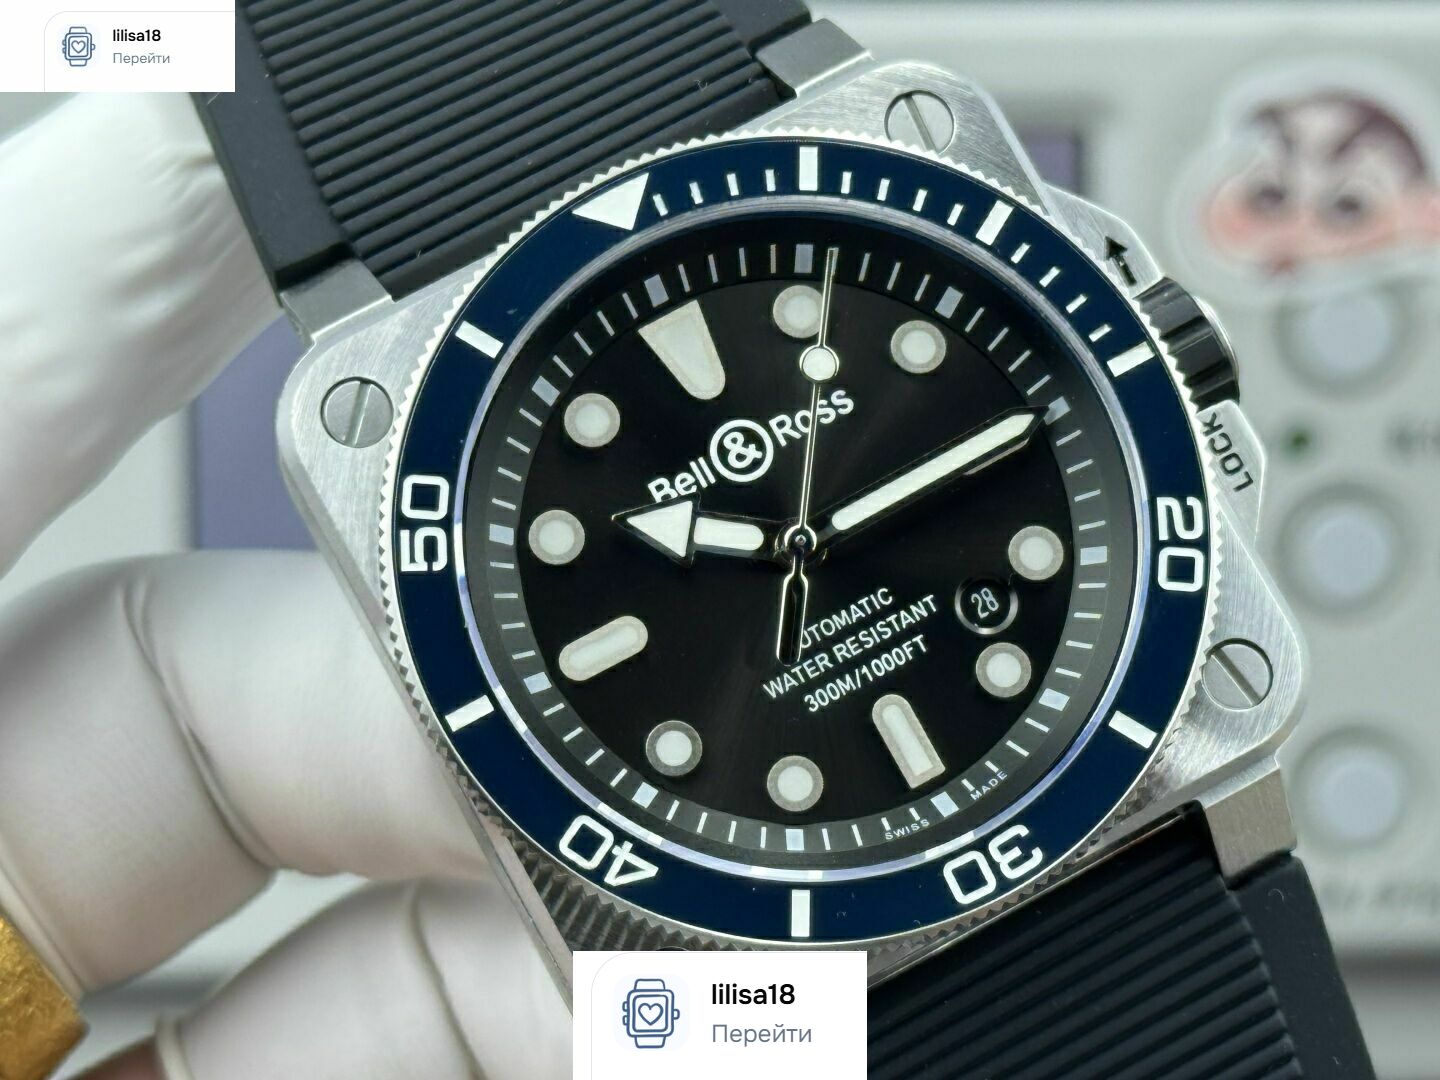 lilisa18
Перейти
Bell & Ross
AUTOMATIC
WATER RESISTANT
300M/1000FT
28
SWISS MADE
20
30
40
50
LOCK
lilisa18
Перейти